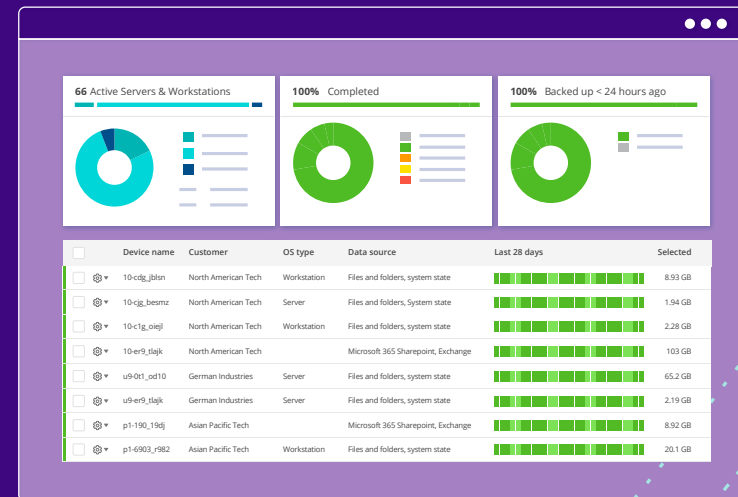 66 Active Servers & Workstations
100% Completed
100% Backed up < 24 hours ago
Device name Customer OS type Data source Last 28 days Selected
10-cdg_jblsn North American Tech Workstation Files and folders, system state 8.93 GB
10-cjg_besmz North American Tech Server Files and folders, System state 1.94 GB
10-c1g_oiejl North American Tech Workstation Files and folders, system state 2.28 GB
10-er9_tlajk North American Tech Microsoft 365 Sharepoint, Exchange 103 GB
u9-0t1_od10 German Industries Server Files and folders, system state 65.2 GB
u9-er9_tlajk German Industries Server Files and folders, system state 2.19 GB
p1-190_19dj Asian Pacific Tech Microsoft 365 Sharepoint, Exchange 8.92 GB
p1-6903_r982 Asian Pacific Tech Workstation Files and folders, system state 20.1 GB